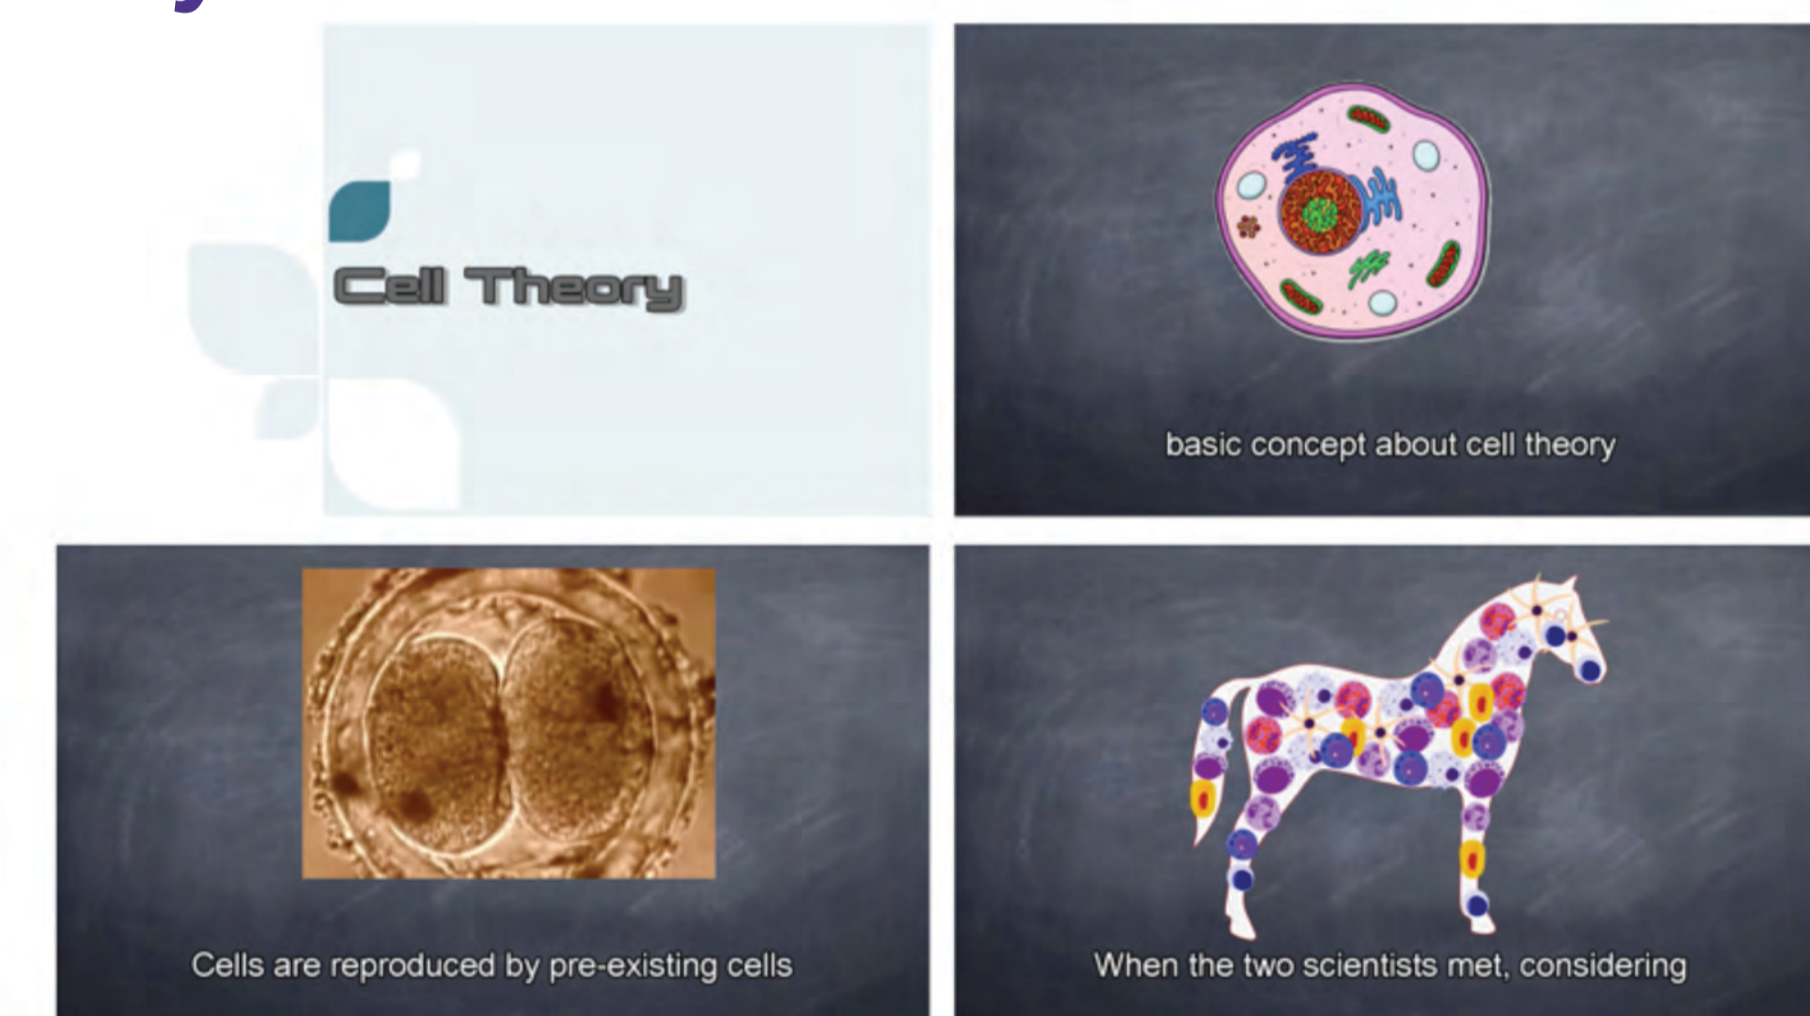 Cell Theory
basic concept about cell theory
Cells are reproduced by pre-existing cells
When the two scientists met, considering